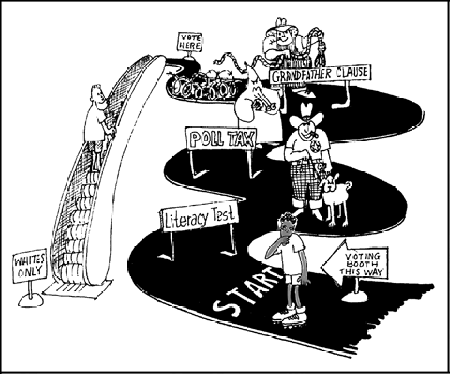 VOTE
HERE
GRANDFATHER CLAUSE
POLL TAX
Literacy Test
WHITES
ONLY
VOTING
BOOTH
THIS WAY
START